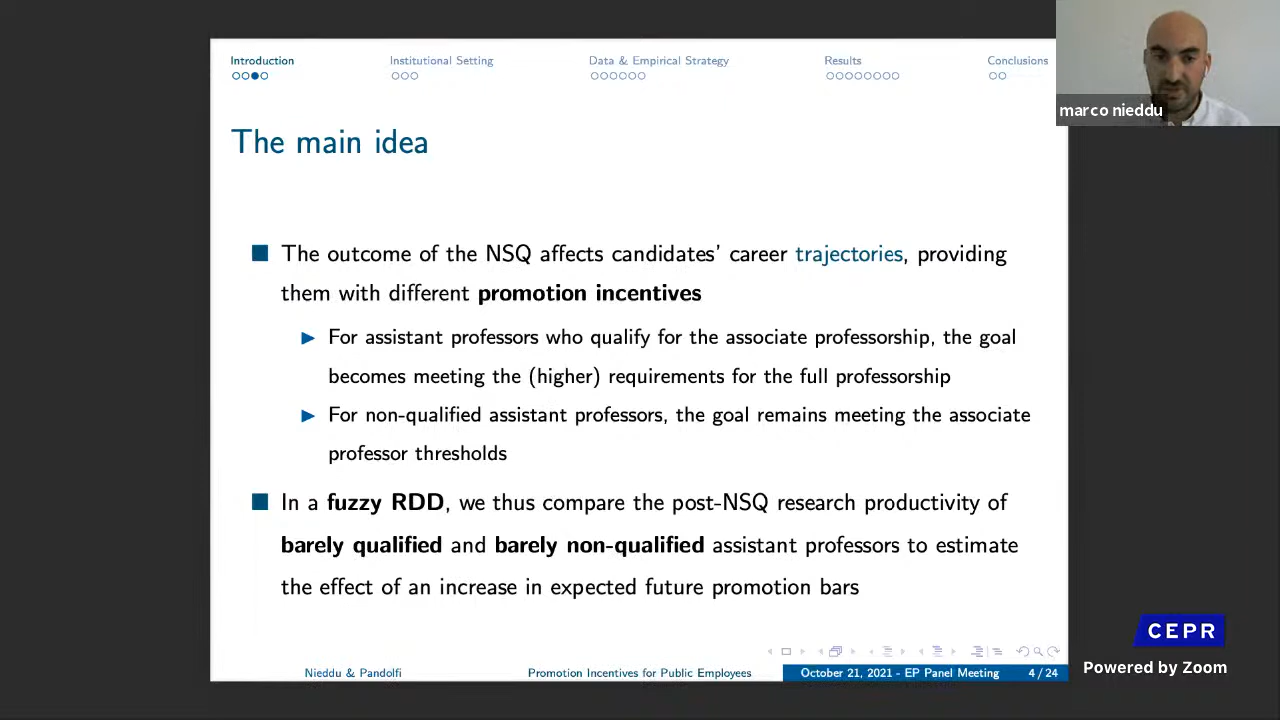 Introduction Institutional Setting Data & Empirical Strategy Results Conclusions
marco nieddu
The main idea
The outcome of the NSQ affects candidates' career trajectories, providing
them with different promotion incentives
For assistant professors who qualify for the associate professorship, the goal
becomes meeting the (higher) requirements for the full professorship
For non-qualified assistant professors, the goal remains meeting the associate
professor thresholds
In a fuzzy RDD, we thus compare the post-NSQ research productivity of
barely qualified and barely non-qualified assistant professors to estimate
the effect of an increase in expected future promotion bars
CEPR
Powered by Zoom
Nieddu & Pandolfi Promotion Incentives for Public Employees October 21, 2021 - EP Panel Meeting 4 / 24